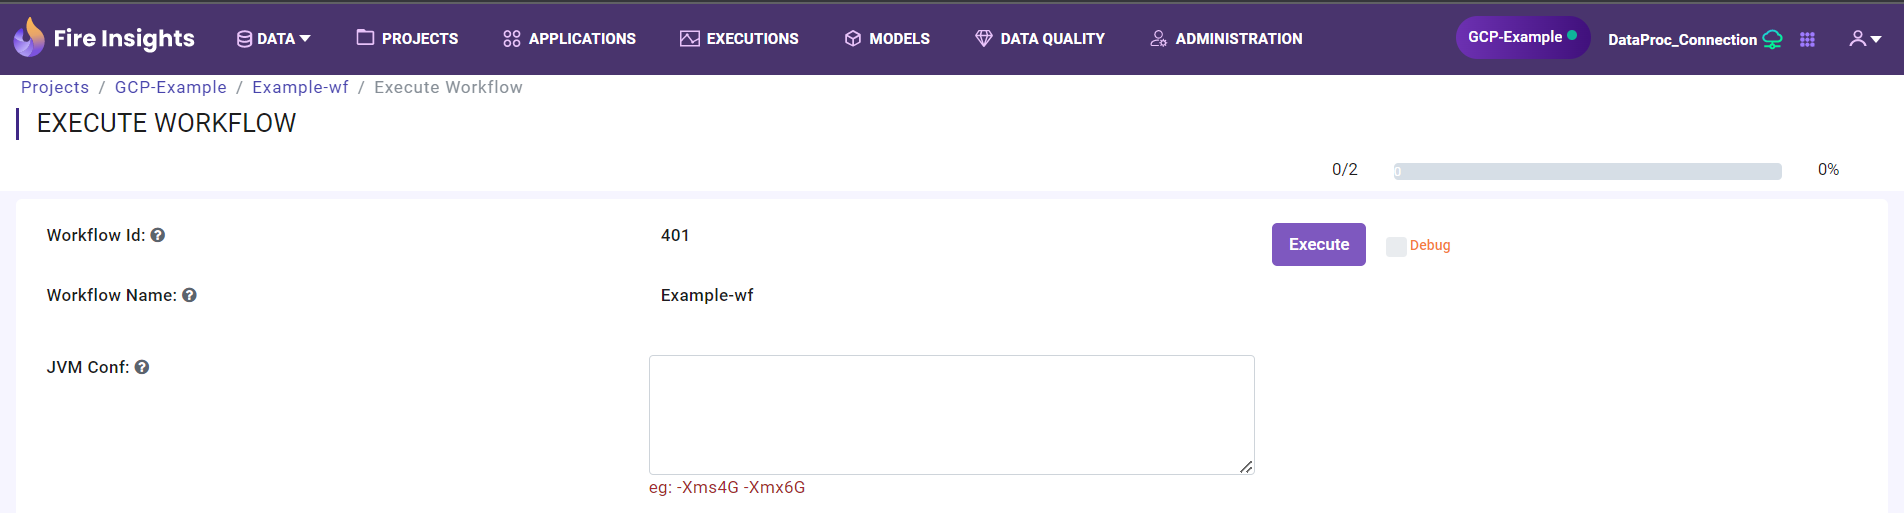 Fire Insights DATA PROJECTS APPLICATIONS EXECUTIONS MODELS DATA QUALITY ADMINISTRATION GCP-Example DataProc_Connection
Projects / GCP-Example / Example-wf / Execute Workflow
EXECUTE WORKFLOW
0/2 0 0%
Workflow Id: ? 401 Execute Debug
Workflow Name: ? Example-wf
JVM Conf: ?
eg: -Xms4G -Xmx6G